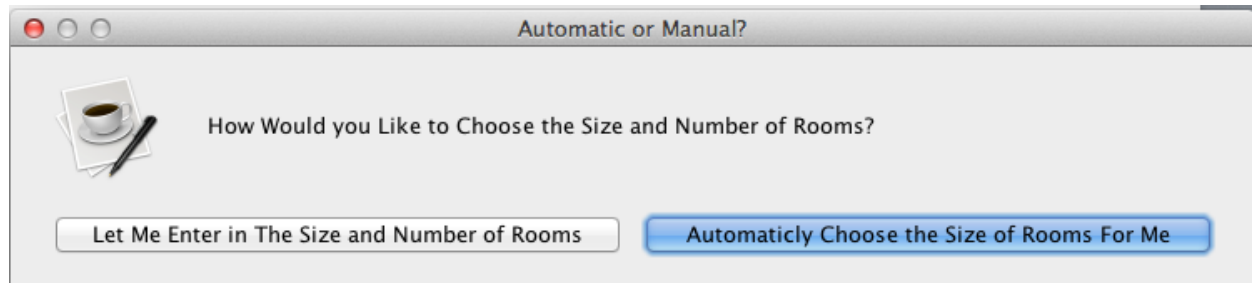 Automatic or Manual?
How Would you Like to Choose the Size and Number of Rooms?
Let Me Enter in The Size and Number of Rooms
Automaticly Choose the Size of Rooms For Me